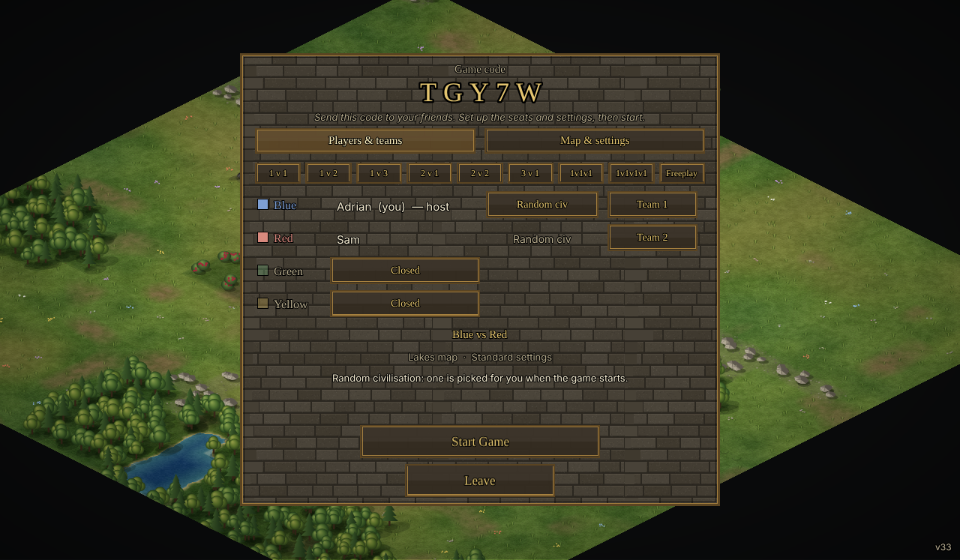 Game code
TGY7W
Send this code to your friends. Set up the seats and settings, then start.
Players & teams Map & settings
1 v 1 1 v 2 1 v 3 2 v 1 2 v 2 3 v 1 1v1v1 1v1v1v1 Freeplay
Blue Adrian (you) — host Random civ Team 1
Red Sam Random civ Team 2
Green Closed
Yellow Closed
Blue vs Red
Lakes map · Standard settings
Random civilisation: one is picked for you when the game starts.
Start Game
Leave
v33